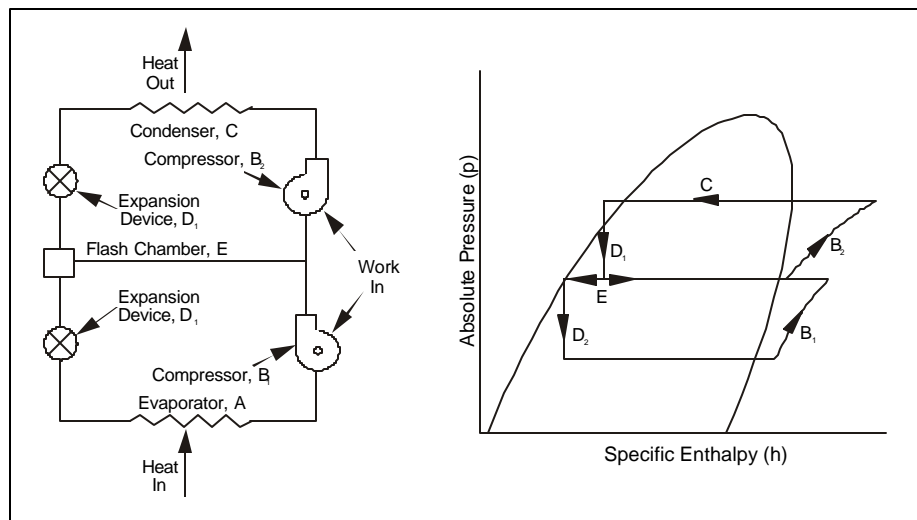 Heat
Out
Condenser, C
Compressor, B2
Expansion
Device, D1
Flash Chamber, E
Work
In
Expansion
Device, D1
Compressor, B1
Evaporator, A
Heat
In
Absolute Pressure (p)
C
D1
B2
E
D2
B1
Specific Enthalpy (h)